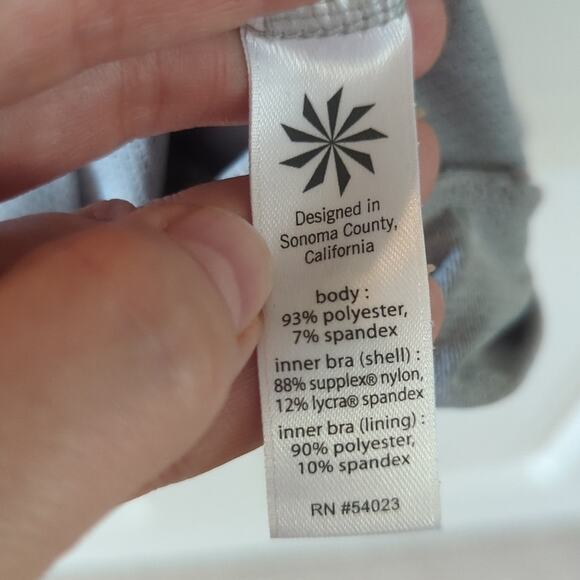 Designed in
Sonoma County,
California
body :
93% polyester,
7% spandex
inner bra (shell) :
88% supplex® nylon,
12% lycra® spandex
inner bra (lining) :
90% polyester,
10% spandex
RN #54023